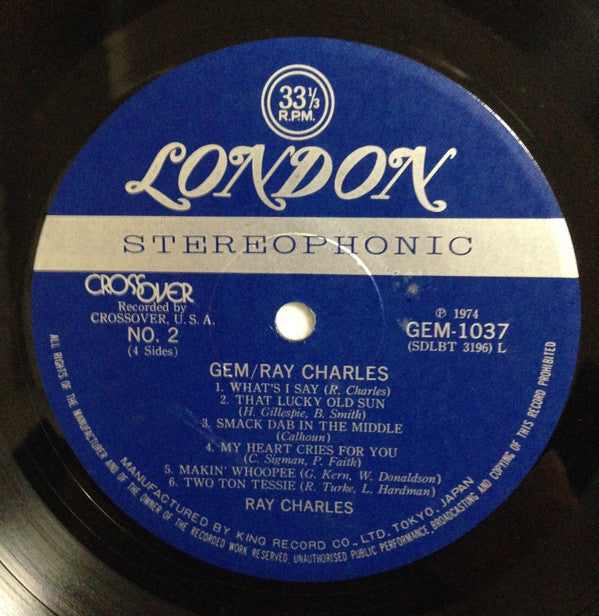 33 1/3
R.P.M.
LONDON
STEREOPHONIC
CROSSOVER
Recorded by
CROSSOVER, U. S. A.
NO. 2
(4 Sides)
℗ 1974
GEM-1037
(SDLBT 3196) L
GEM/RAY CHARLES
1. WHAT'S I SAY (R. Charles)
2. THAT LUCKY OLD SUN
(H. Gillespie, B. Smith)
3. SMACK DAB IN THE MIDDLE
(Calhoun)
4. MY HEART CRIES FOR YOU
(C. Sigman, P. Faith)
5. MAKIN' WHOOPEE (G. Kern, W. Donaldson)
6. TWO TON TESSIE (R. Turke, L. Hardman)
RAY CHARLES
MANUFACTURED BY KING RECORD CO., LTD. TOKYO, JAPAN
ALL RIGHTS OF THE MANUFACTURER AND OF THE OWNER OF THE RECORDED WORK RESERVED. UNAUTHORISED PUBLIC PERFORMANCE BROADCASTING AND COPYING OF THIS RECORD PROHIBITED